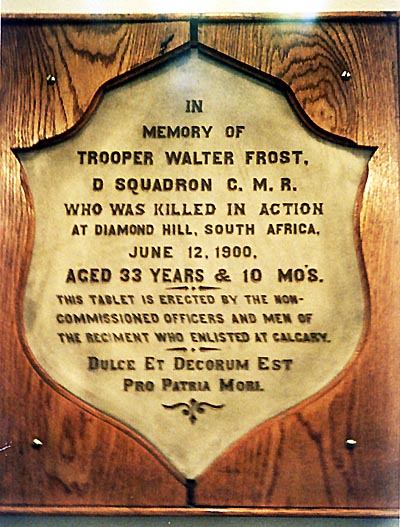 IN
MEMORY OF
TROOPER WALTER FROST,
D SQUADRON C. M. R.
WHO WAS KILLED IN ACTION
AT DIAMOND HILL, SOUTH AFRICA,
JUNE 12, 1900,
AGED 33 YEARS & 10 MO'S.
THIS TABLET IS ERECTED BY THE NON-
COMMISSIONED OFFICERS AND MEN OF
THE REGIMENT WHO ENLISTED AT CALGARY.
DULCE ET DECORUM EST
PRO PATRIA MORI.